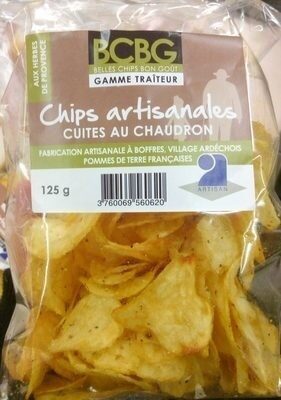 AUX HERBES
DE PROVENCE
BCBG
BELLES CHIPS BON GOÛT
GAMME TRAÎTEUR
Chips artisanales
CUITES AU CHAUDRON
FABRICATION ARTISANALE À BOFFRES, VILLAGE ARDÉCHOIS
POMMES DE TERRE FRANÇAISES
125 g
3 760069 560620
ARTISAN